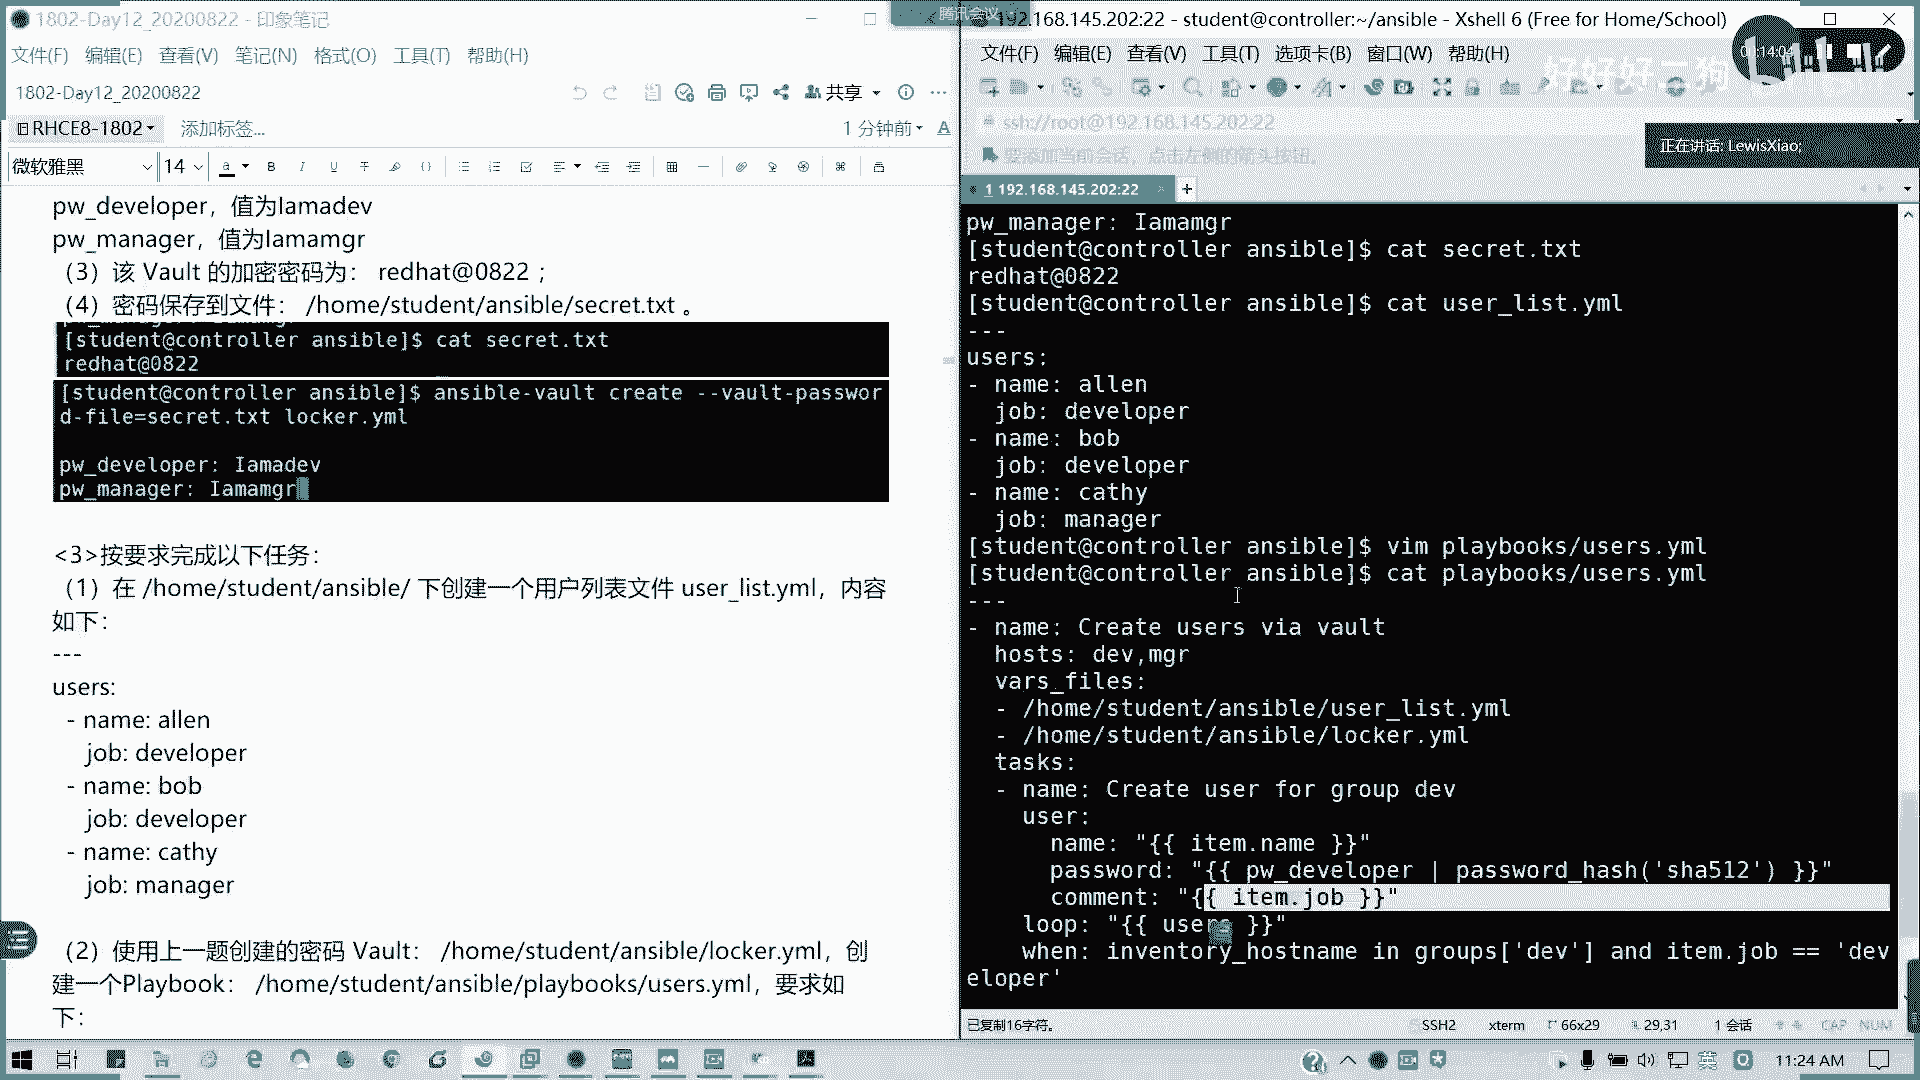 1802-Day12_20200822 - 印象笔记
文件(F) 编辑(E) 查看(V) 笔记(N) 格式(O) 工具(T) 帮助(H)
1802-Day12_20200822
共享
RHCE8-1802
添加标签...
1 分钟前
微软雅黑 14
pw_developer，值为Iamadev
pw_manager，值为Iamamgr
（3）该 Vault 的加密密码为： redhat@0822 ；
（4）密码保存到文件： /home/student/ansible/secret.txt 。
[student@controller ansible]$ cat secret.txt
redhat@0822
[student@controller ansible]$ ansible-vault create --vault-passwor
d-file=secret.txt locker.yml
pw_developer: Iamadev
pw_manager: Iamamgr
<3>按要求完成以下任务：
（1）在 /home/student/ansible/ 下创建一个用户列表文件 user_list.yml，内容
如下：
---
users:
- name: allen
job: developer
- name: bob
job: developer
- name: cathy
job: manager
（2）使用上一题创建的密码 Vault： /home/student/ansible/locker.yml，创
建一个Playbook： /home/student/ansible/playbooks/users.yml，要求如
下：
腾讯会议
192.168.145.202:22 - student@controller:~/ansible - Xshell 6 (Free for Home/School)
文件(F) 编辑(E) 查看(V) 工具(T) 选项卡(B) 窗口(W) 帮助(H)
14:04
好好好二狗
ssh://root@192.168.145.202:22
要添加当前会话，点击左侧的箭头按钮。
正在讲话: LewisXiao;
1 192.168.145.202:22
pw_manager: Iamamgr
[student@controller ansible]$ cat secret.txt
redhat@0822
[student@controller ansible]$ cat user_list.yml
---
users:
- name: allen
  job: developer
- name: bob
  job: developer
- name: cathy
  job: manager
[student@controller ansible]$ vim playbooks/users.yml
[student@controller ansible]$ cat playbooks/users.yml
---
- name: Create users via vault
  hosts: dev,mgr
  vars_files:
  - /home/student/ansible/user_list.yml
  - /home/student/ansible/locker.yml
  tasks:
  - name: Create user for group dev
    user:
      name: "{{ item.name }}"
      password: "{{ pw_developer | password_hash('sha512') }}"
      comment: "{{ item.job }}"
    loop: "{{ users }}"
    when: inventory_hostname in groups['dev'] and item.job == 'dev
eloper'
已复制16字符。
SSH2 xterm 66x29 29,31 1 会话 CAP NUM
英
11:24 AM